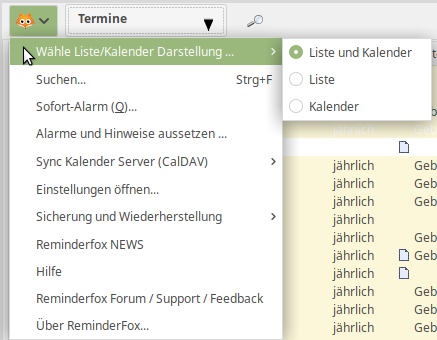 Termine
Wähle Liste/Kalender Darstellung ...
Liste und Kalender
Suchen... Strg+F
Liste
Sofort-Alarm (Q)...
Kalender
Alarme und Hinweise aussetzen ...
jährlich
Sync Kalender Server (CalDAV)
jährlich Geb
Einstellungen öffnen...
jährlich Geb
jährlich Geb
Sicherung und Wiederherstellung
jährlich
jährlich Geb
Reminderfox NEWS
jährlich Geb
Hilfe
jährlich
Reminderfox Forum / Support / Feedback
jährlich Geb
jährlich Geb
Über ReminderFox...
jährlich Geb